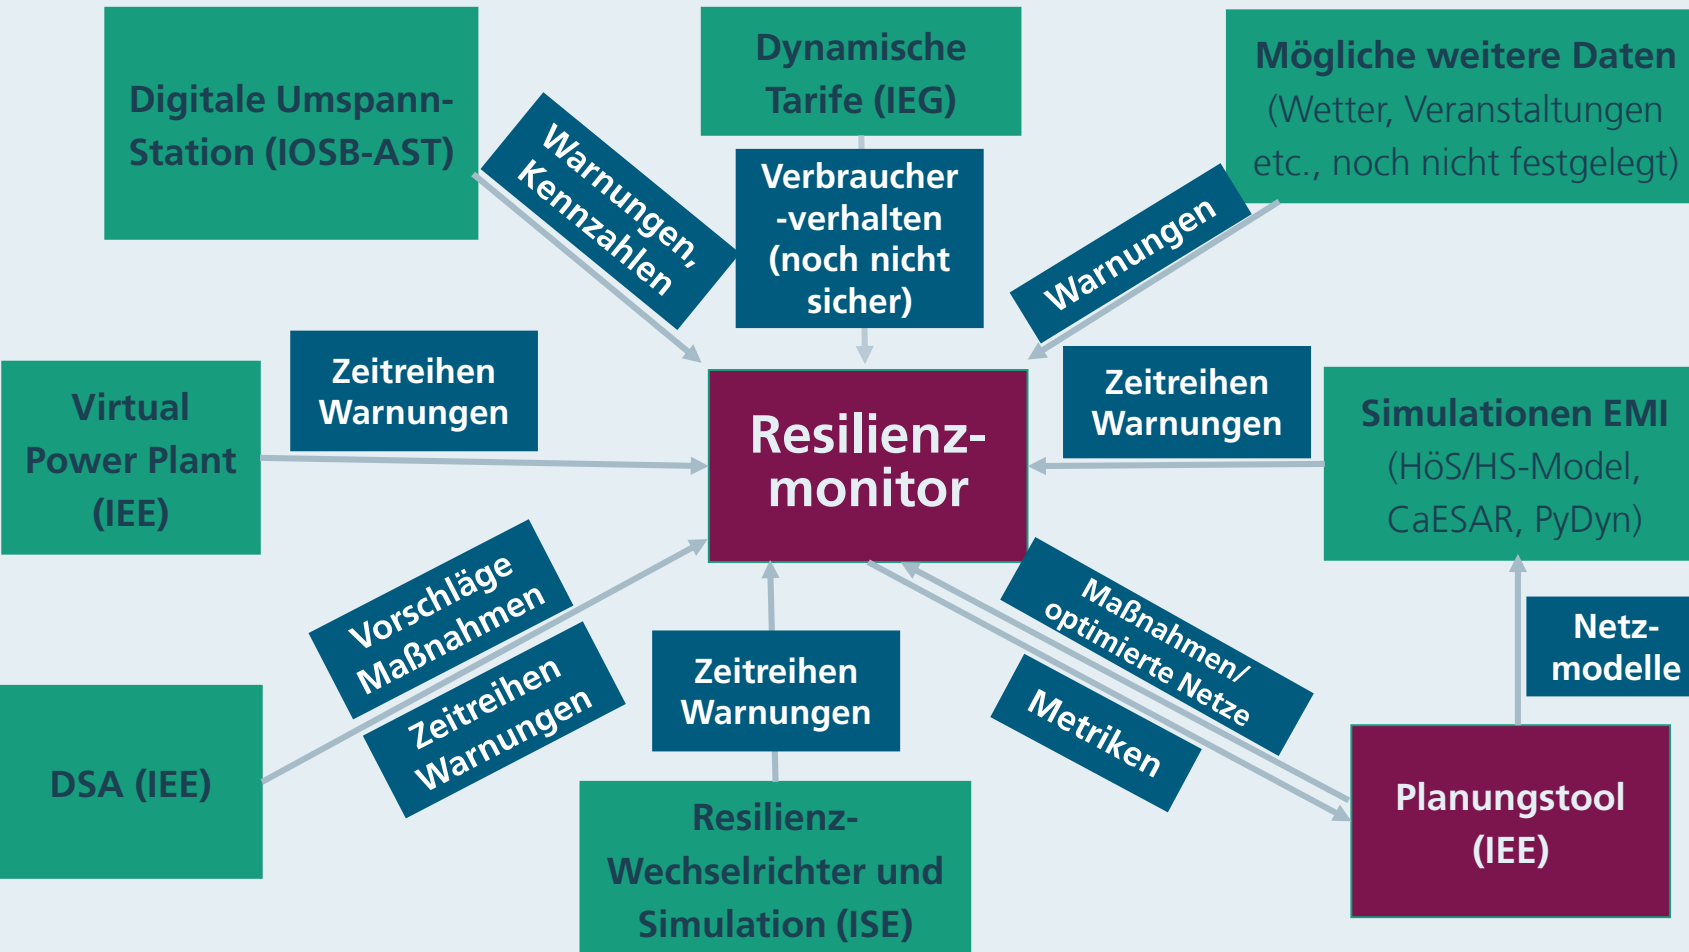 Digitale Umspann-
Station (IOSB-AST)
Dynamische
Tarife (IEG)
Mögliche weitere Daten
(Wetter, Veranstaltungen
etc., noch nicht festgelegt)
Warnungen,
Kennzahlen
Verbraucher
-verhalten
(noch nicht
sicher)
Warnungen
Virtual
Power Plant
(IEE)
Zeitreihen
Warnungen
Resilienz-
monitor
Zeitreihen
Warnungen
Simulationen EMI
(HöS/HS-Model,
CaESAR, PyDyn)
Vorschläge
Maßnahmen
Zeitreihen
Warnungen
Zeitreihen
Warnungen
Maßnahmen/
optimierte Netze
Metriken
Netz-
modelle
DSA (IEE)
Resilienz-
Wechselrichter und
Simulation (ISE)
Planungstool
(IEE)